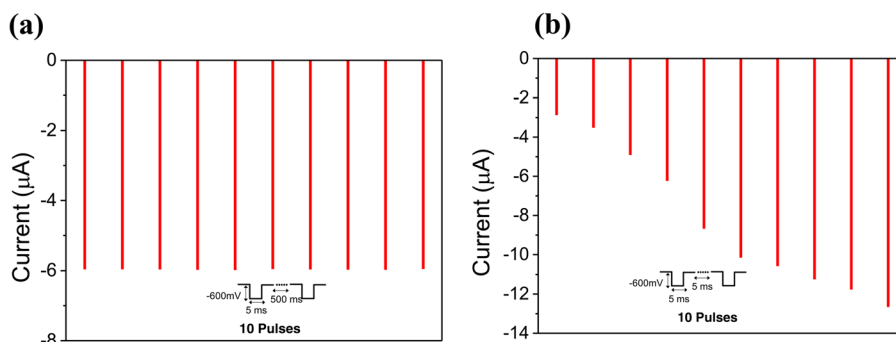 (a)
0
-2
-4
-6
-8
Current (μA)
-600mV
5 ms
500 ms
10 Pulses
(b)
0
-2
-4
-6
-8
-10
-12
-14
Current (μA)
-600mV
5 ms
5 ms
10 Pulses